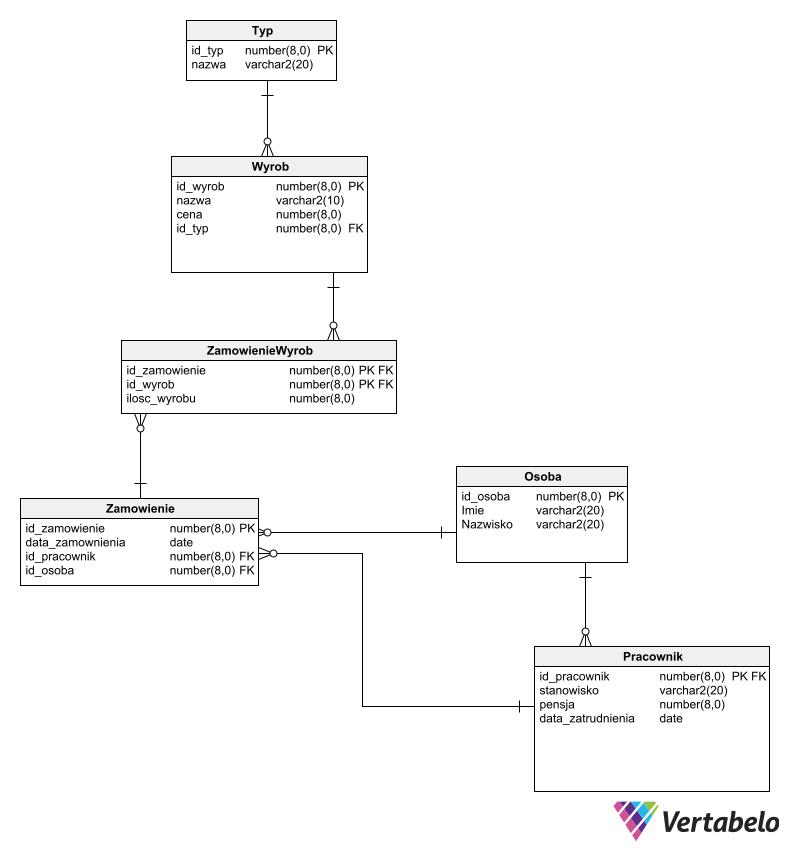 Typ
id_typ number(8,0) PK
nazwa varchar2(20)
Wyrob
id_wyrob number(8,0) PK
nazwa varchar2(10)
cena number(8,0)
id_typ number(8,0) FK
ZamowienieWyrob
id_zamowienie number(8,0) PK FK
id_wyrob number(8,0) PK FK
ilosc_wyrobu number(8,0)
Zamowienie
id_zamowienie number(8,0) PK
data_zamownienia date
id_pracownik number(8,0) FK
id_osoba number(8,0) FK
Osoba
id_osoba number(8,0) PK
Imie varchar2(20)
Nazwisko varchar2(20)
Pracownik
id_pracownik number(8,0) PK FK
stanowisko varchar2(20)
pensja number(8,0)
data_zatrudnienia date
Vertabelo